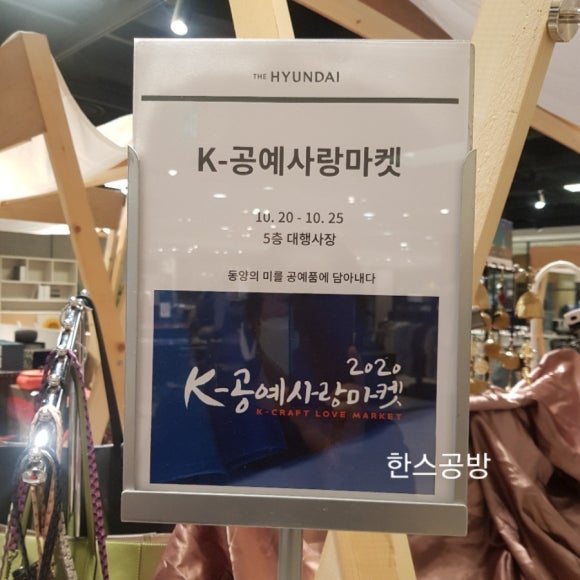 THE HYUNDAI
K-공예사랑마켓
10. 20 - 10. 25
5층 대행사장
동양의 미를 공예품에 담아내다
2020
K-공예사랑마켓
K-CRAFT LOVE MARKET
한스공방